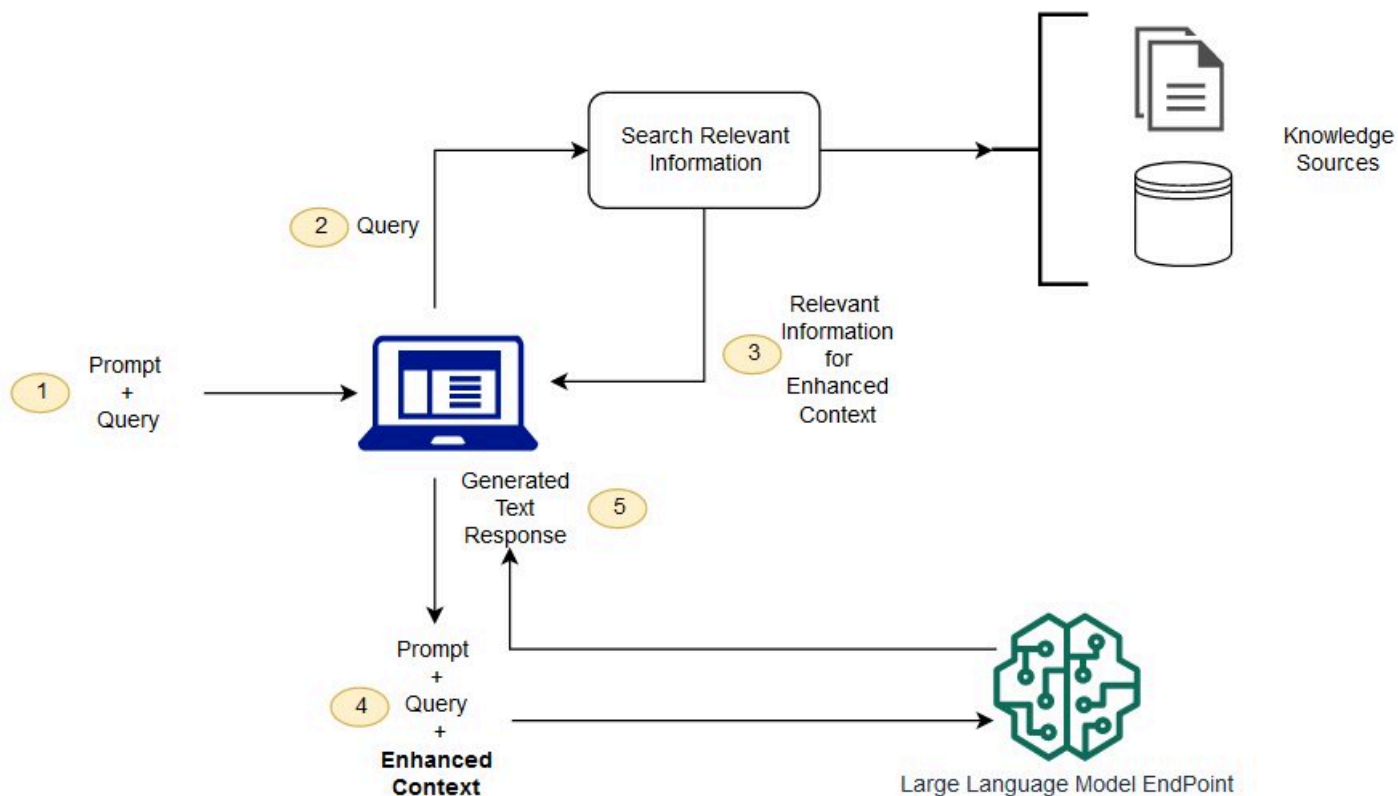 Search Relevant
Information
Knowledge
Sources
2
Query
Relevant
Information
for
Enhanced
Context
3
1
Prompt
+
Query
Generated
Text
Response
5
4
Prompt
+
Query
+
Enhanced
Context
Large Language Model EndPoint